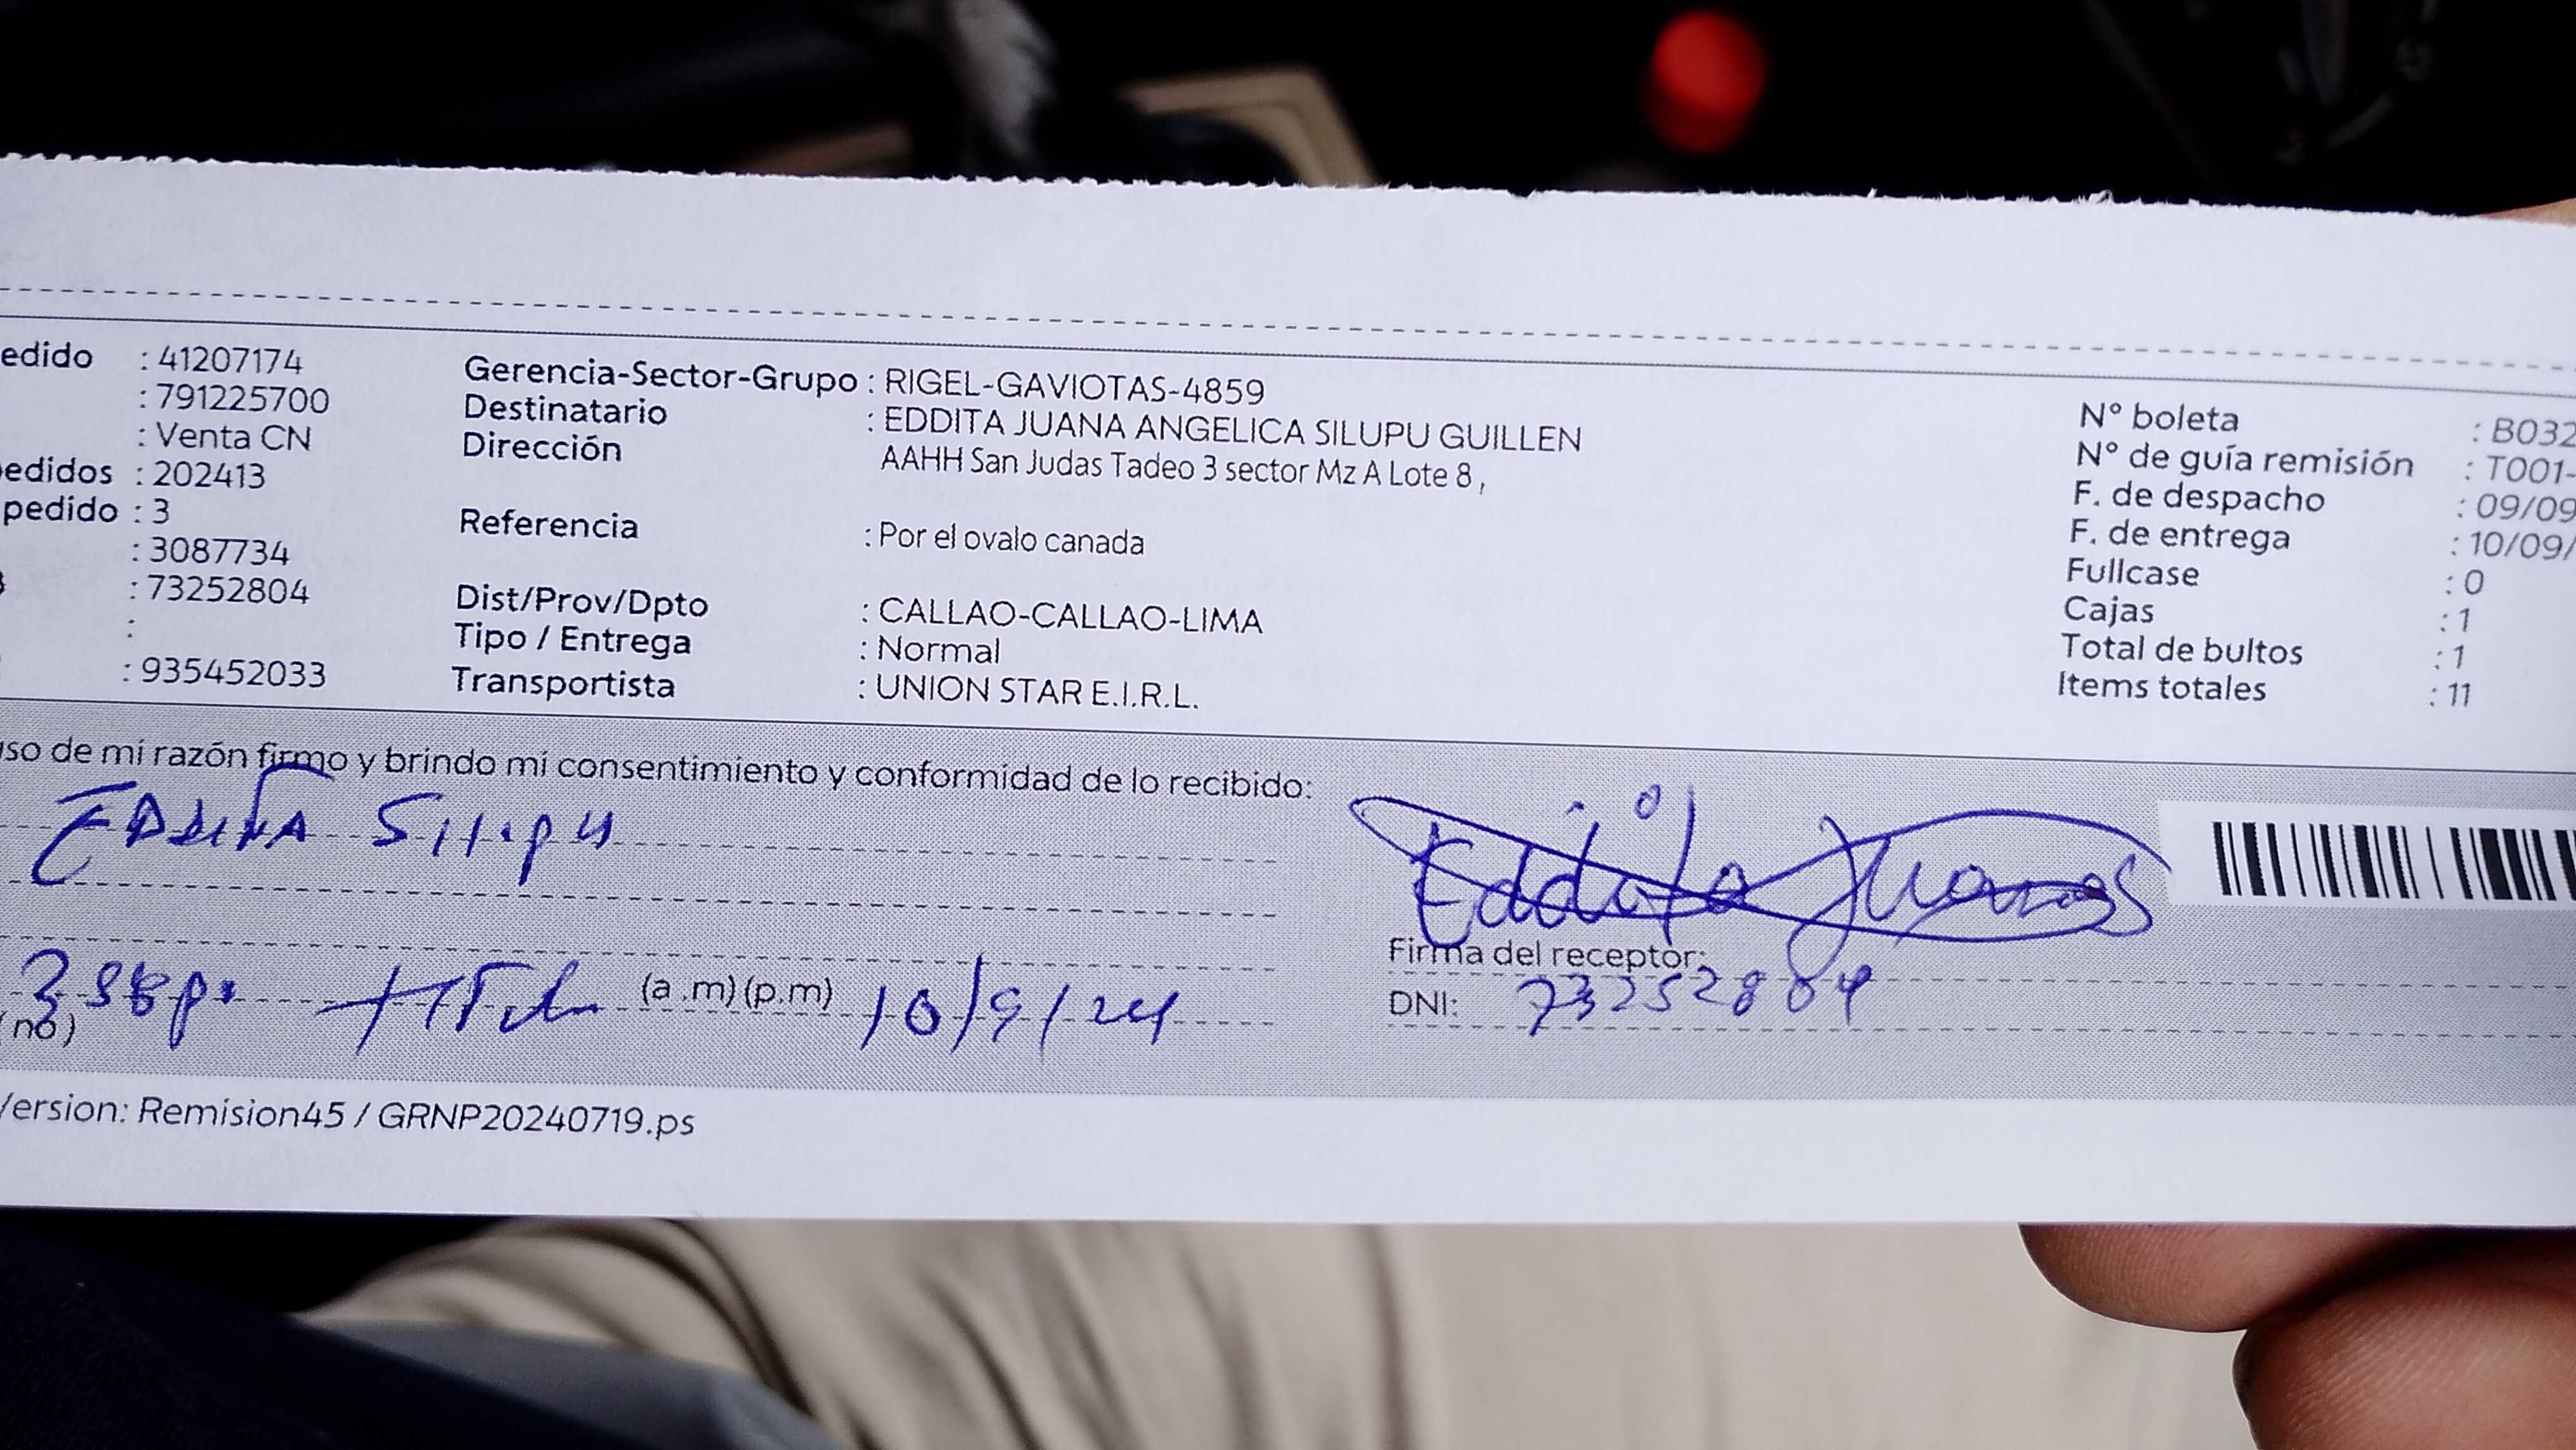 edido : 41207174
: 791225700
: Venta CN
edidos : 202413
pedido : 3
: 3087734
: 73252804
:
: 935452033
Gerencia-Sector-Grupo : RIGEL-GAVIOTAS-4859
Destinatario : EDDITA JUANA ANGELICA SILUPU GUILLEN
Dirección AAHH San Judas Tadeo 3 sector Mz A Lote 8 ,
Referencia : Por el ovalo canada
Dist/Prov/Dpto : CALLAO-CALLAO-LIMA
Tipo / Entrega : Normal
Transportista : UNION STAR E.I.R.L.
N° boleta : B032
N° de guía remisión : T001-
F. de despacho : 09/09
F. de entrega : 10/09/
Fullcase : 0
Cajas : 1
Total de bultos : 1
Items totales : 11
uso de mi razón firmo y brindo mi consentimiento y conformidad de lo recibido:
EDDITA Silupu
Eddita Juana
Firma del receptor:
(a .m) (p.m) 10/9/24
DNI: 73252804
(no)
Version: Remision45 / GRNP20240719.ps